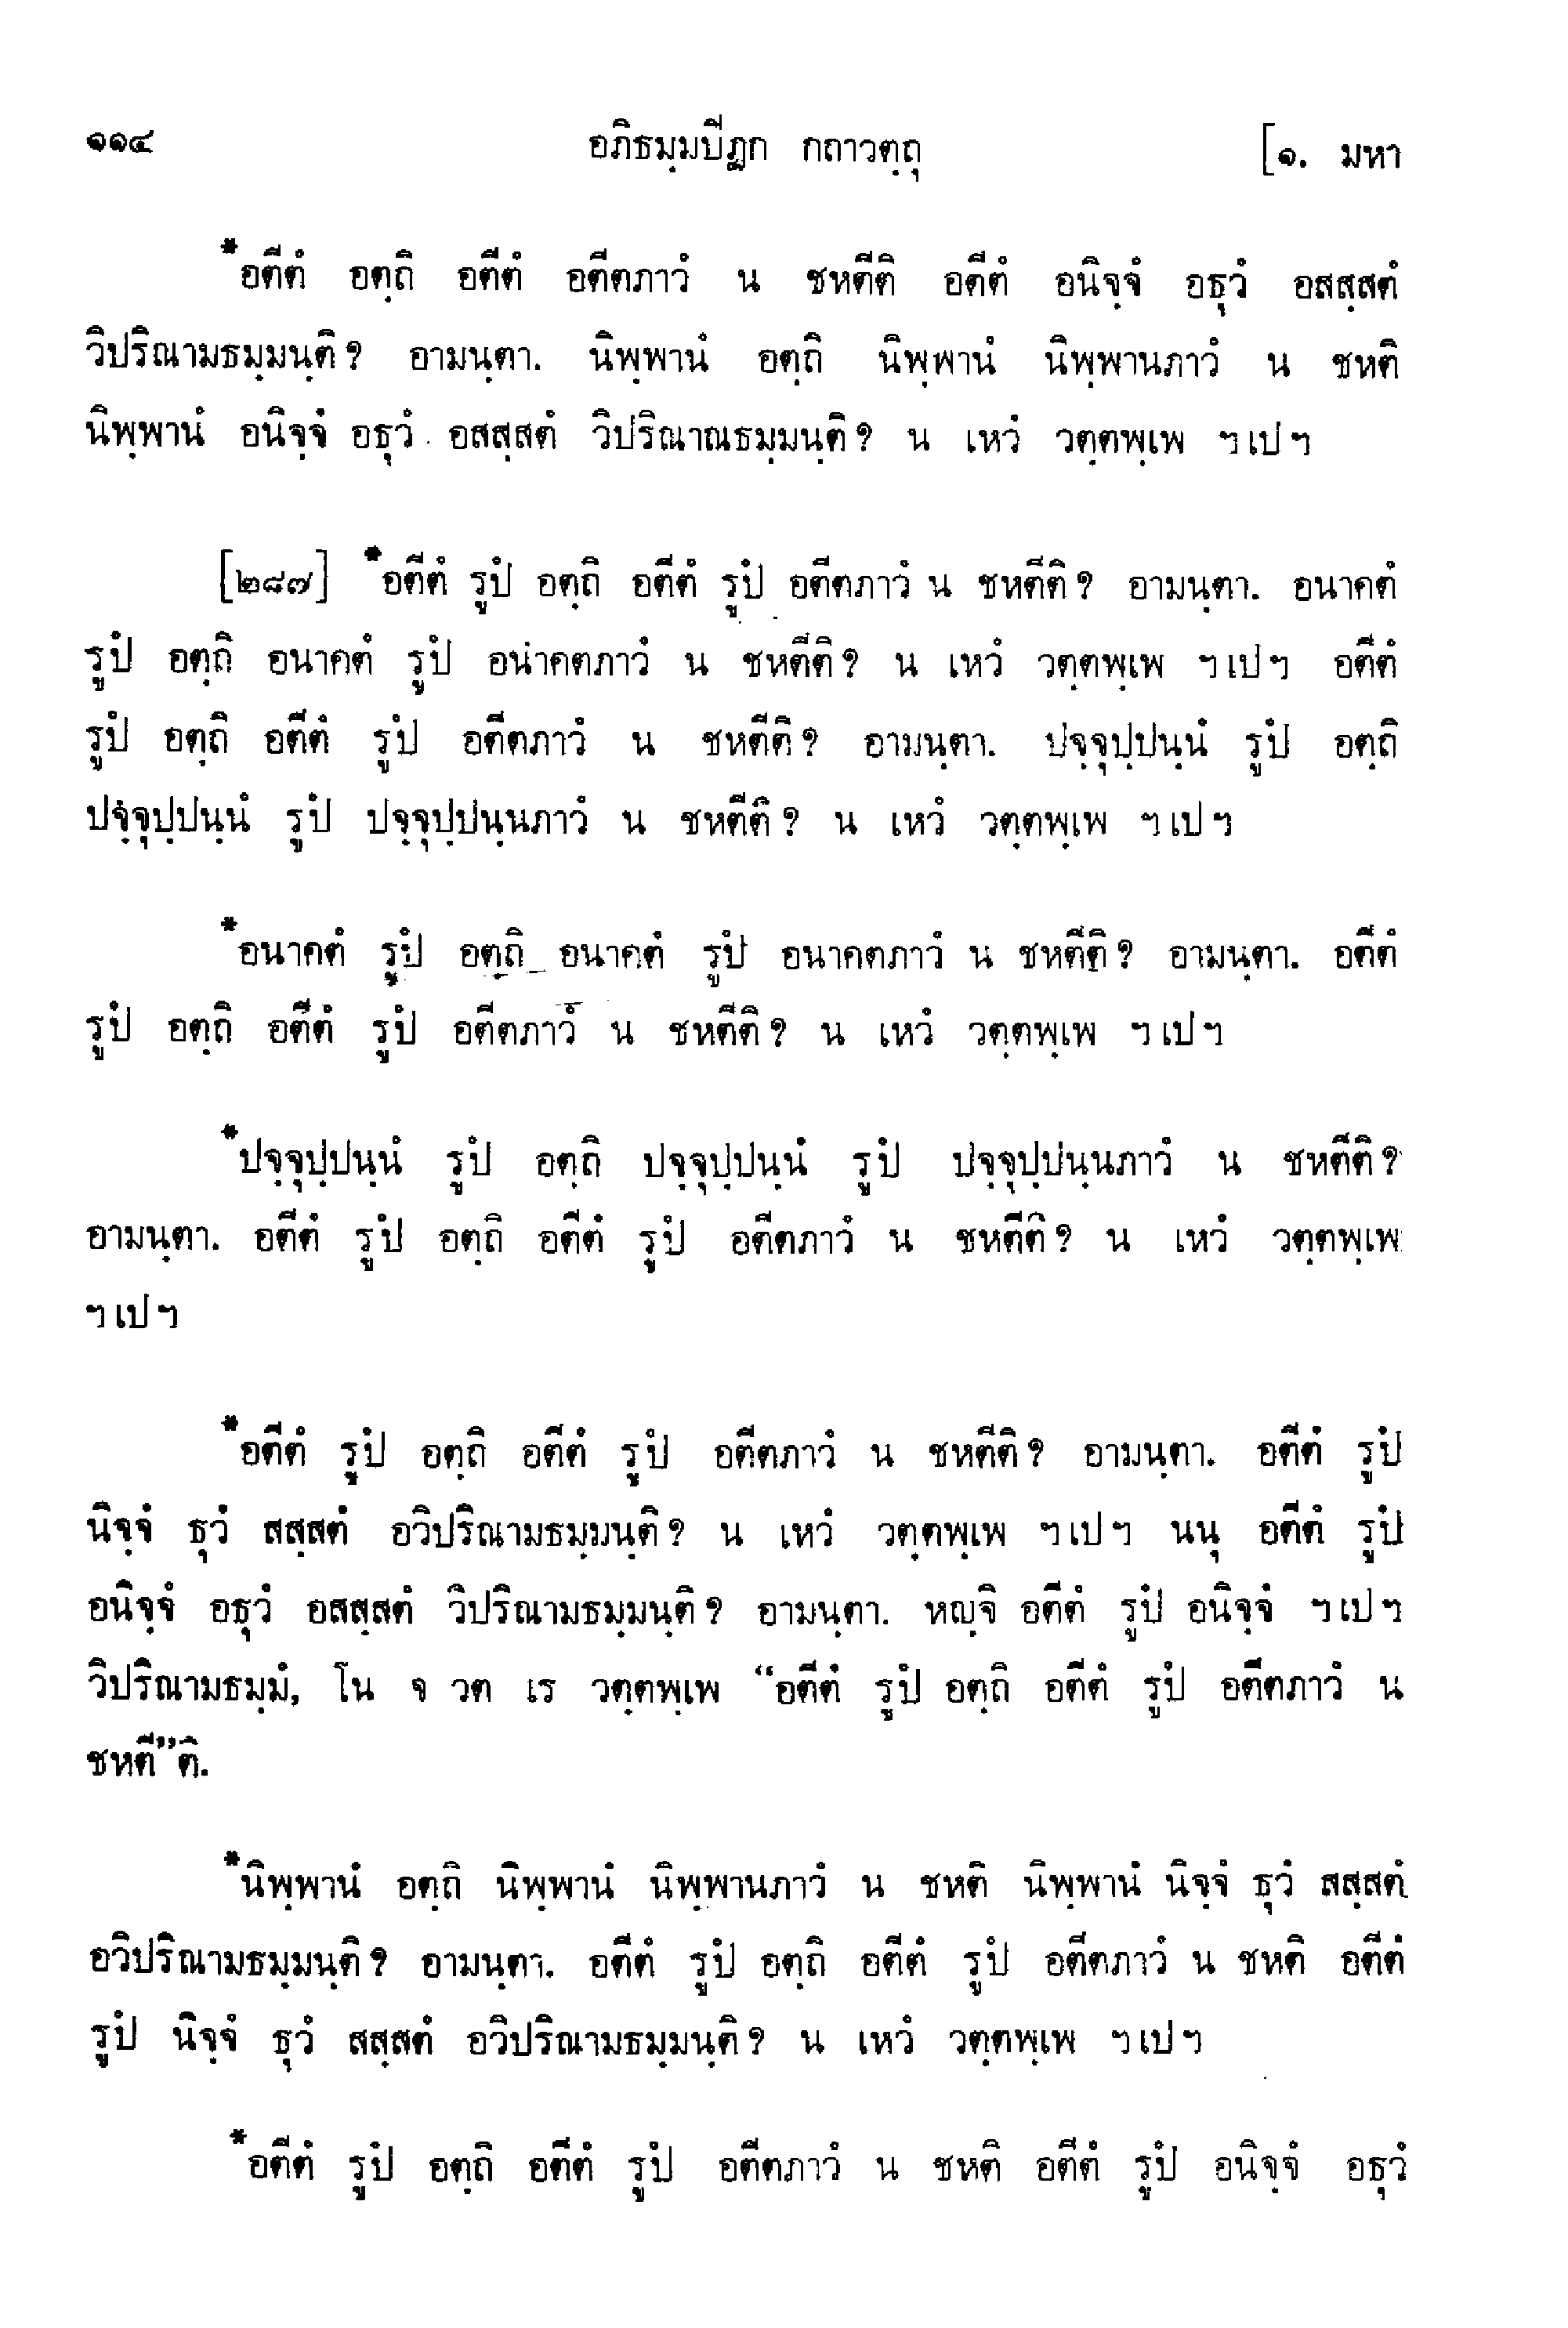 ๑๑๔ อภิธมฺมปีฏก กถาวตฺถุ [๑. มหา
*อตีตํ อตฺถิ อตีตํ อตีตภาวํ น ชหตีติ อตีตํ อนิจฺจํ อธุวํ อสสฺสตํ
วิปริณามธมฺมนฺติ? อามนฺตา. นิพฺพานํ อตฺถิ นิพฺพานํ นิพฺพานภาวํ น ชหติ
นิพฺพานํ อนิจฺจํ อธุวํ อสสฺสตํ วิปริณาณธมฺมนฺติ? น เหวํ วตฺตพฺเพ ฯเปฯ
[๒๘๗] *อตีตํ รูปํ อตฺถิ อตีตํ รูปํ อตีตภาวํ น ชหตีติ? อามนฺตา. อนาคตํ
รูปํ อตฺถิ อนาคตํ รูปํ อนาคตภาวํ น ชหตีติ? น เหวํ วตฺตพฺเพ ฯเปฯ อตีตํ
รูปํ อตฺถิ อตีตํ รูปํ อตีตภาวํ น ชหตีติ? อามนฺตา. ปจฺจุปฺปนฺนํ รูปํ อตฺถิ
ปจฺจุปฺปนฺนํ รูปํ ปจฺจุปฺปนฺนภาวํ น ชหตีติ? น เหวํ วตฺตพฺเพ ฯเปฯ
*อนาคตํ รูปํ อตฺถิ อนาคตํ รูปํ อนาคตภาวํ น ชหตีติ? อามนฺตา. อตีตํ
รูปํ อตฺถิ อตีตํ รูปํ อตีตภาวํ น ชหตีติ? น เหวํ วตฺตพฺเพ ฯเปฯ
*ปจฺจุปฺปนฺนํ รูปํ อตฺถิ ปจฺจุปฺปนฺนํ รูปํ ปจฺจุปฺปนฺนภาวํ น ชหตีติ?
อามนฺตา. อตีตํ รูปํ อตฺถิ อตีตํ รูปํ อตีตภาวํ น ชหตีติ? น เหวํ วตฺตพฺเพ
ฯเปฯ
*อตีตํ รูปํ อตฺถิ อตีตํ รูปํ อตีตภาวํ น ชหตีติ? อามนฺตา. อตีตํ รูปํ
นิจฺจํ ธุวํ สสฺสตํ อวิปริณามธมฺมนฺติ? น เหวํ วตฺตพฺเพ ฯเปฯ นนุ อตีตํ รูปํ
อนิจฺจํ อธุวํ อสสฺสตํ วิปริณามธมฺมนฺติ? อามนฺตา. หญฺจิ อตีตํ รูปํ อนิจฺจํ ฯเปฯ
วิปริณามธมฺมํ, โน จ วต เร วตฺตพฺเพ “อตีตํ รูปํ อตฺถิ อตีตํ รูปํ อตีตภาวํ น
ชหตี”ติ.
*นิพฺพานํ อตฺถิ นิพฺพานํ นิพฺพานภาวํ น ชหติ นิพฺพานํ นิจฺจํ ธุวํ สสฺสตํ
อวิปริณามธมฺมนฺติ? อามนฺตา. อตีตํ รูปํ อตฺถิ อตีตํ รูปํ อตีตภาวํ น ชหติ อตีตํ
รูปํ นิจฺจํ ธุวํ สสฺสตํ อวิปริณามธมฺมนฺติ? น เหวํ วตฺตพฺเพ ฯเปฯ
*อตีตํ รูปํ อตฺถิ อตีตํ รูปํ อตีตภาวํ น ชหติ อตีตํ รูปํ อนิจฺจํ อธุวํ